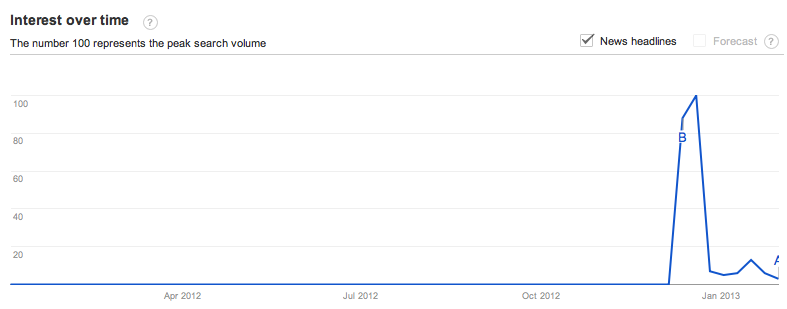 Interest over time ?
The number 100 represents the peak search volume
News headlines
Forecast ?
100
80
60
40
20
B
A
Apr 2012
Jul 2012
Oct 2012
Jan 2013